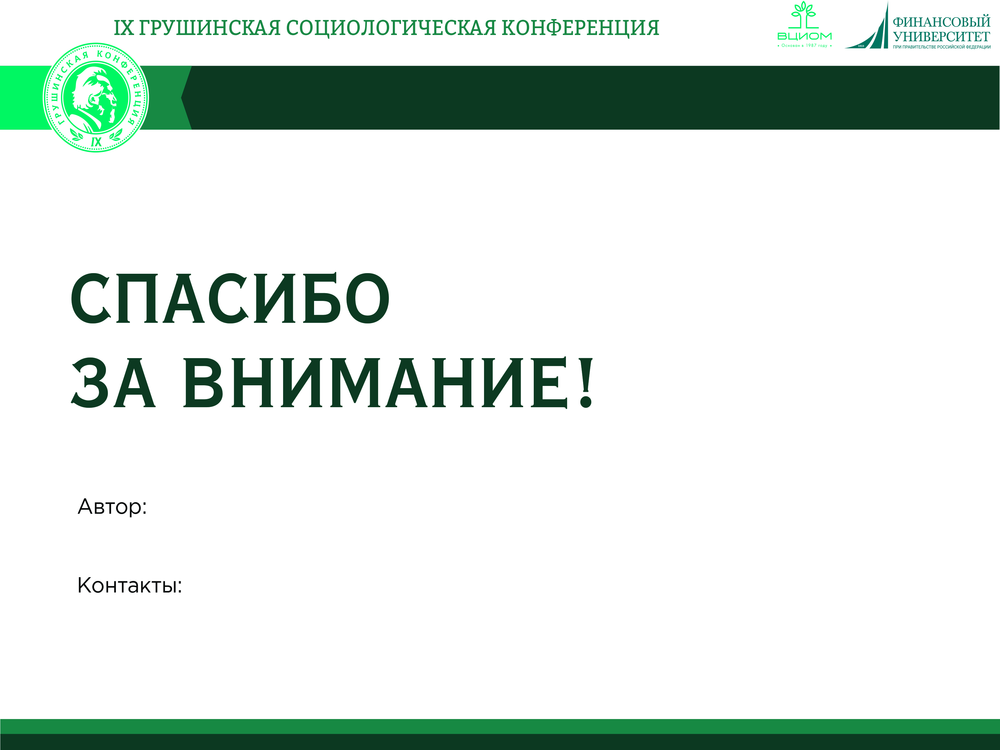 IX ГРУШИНСКАЯ СОЦИОЛОГИЧЕСКАЯ КОНФЕРЕНЦИЯ
ВЦИОМ
Основан в 1987 году
1919
ФИНАНСОВЫЙ
УНИВЕРСИТЕТ
ПРИ ПРАВИТЕЛЬСТВЕ РОССИЙСКОЙ ФЕДЕРАЦИИ
ГРУШИНСКАЯ КОНФЕРЕНЦИЯ
IX
СПАСИБО
ЗА ВНИМАНИЕ!
Автор:
Контакты: